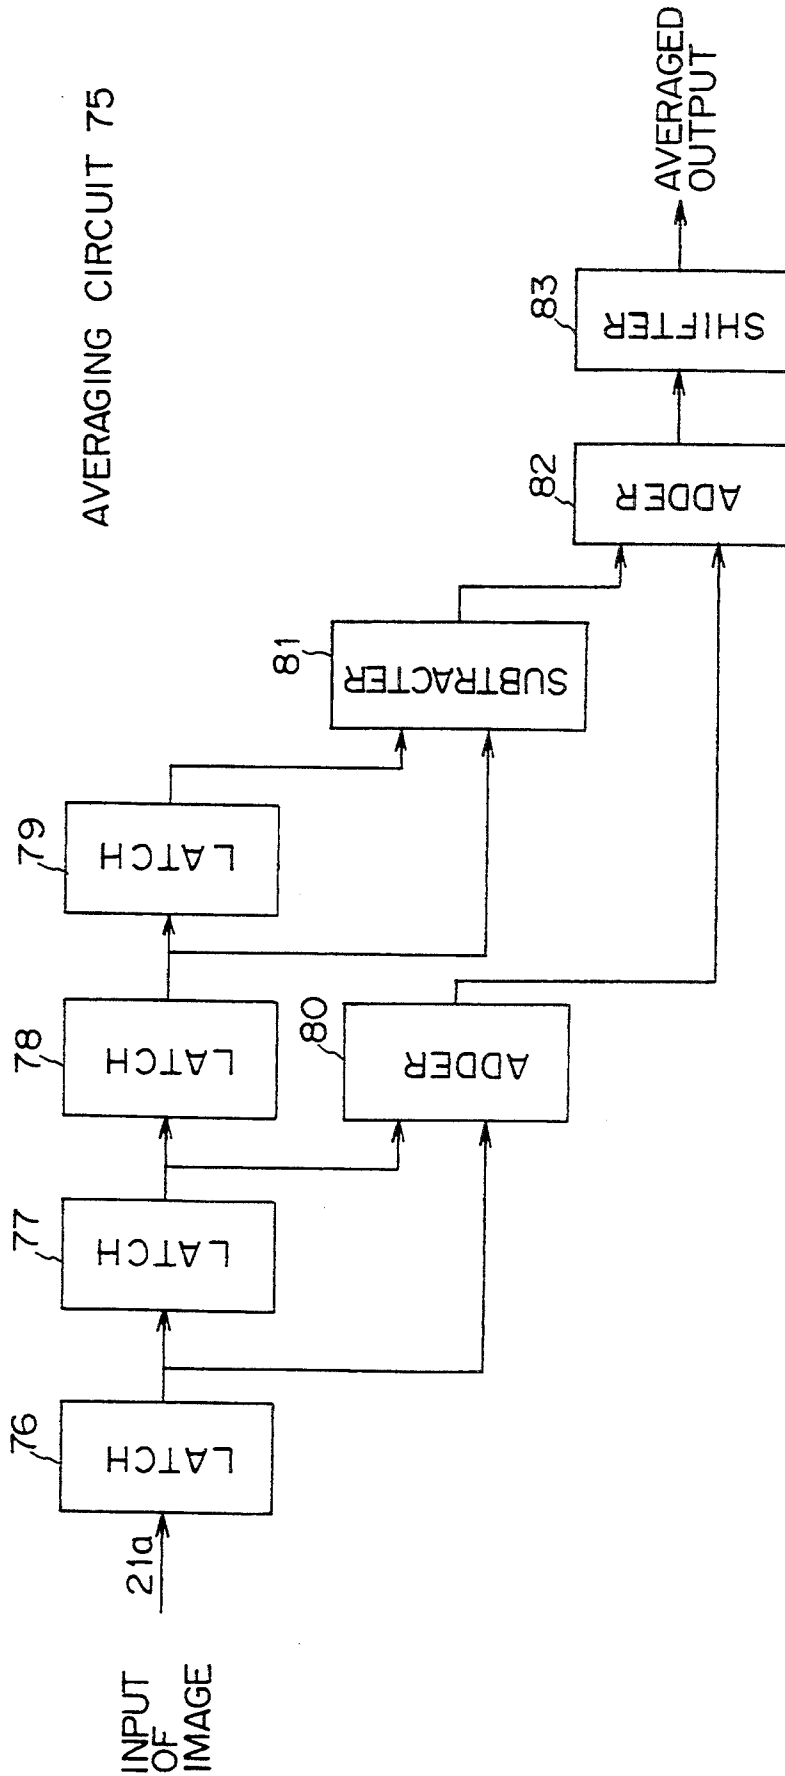 AVERAGING CIRCUIT 75
INPUT
OF
IMAGE
21a
76
LATCH
77
LATCH
78
LATCH
79
LATCH
80
ADDER
81
SUBTRACTER
82
ADDER
83
SHIFTER
AVERAGED
OUTPUT